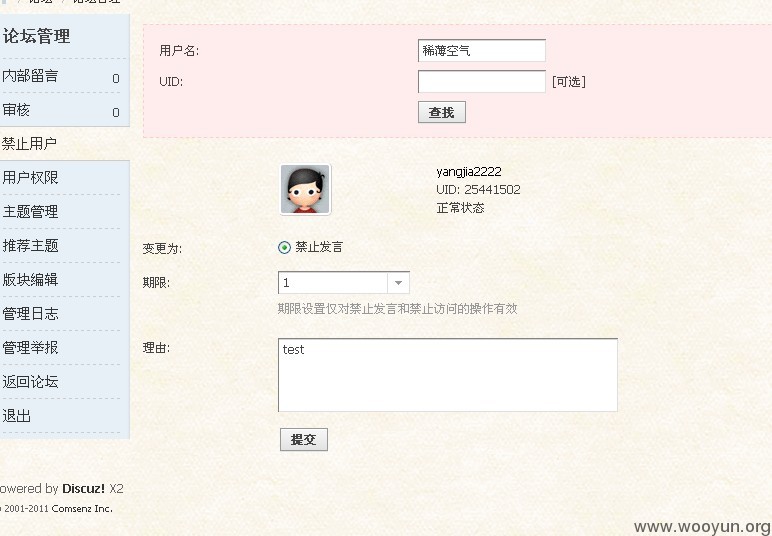 论坛管理
内部留言 0
审核 0
禁止用户
用户权限
主题管理
推荐主题
版块编辑
管理日志
管理举报
返回论坛
退出
用户名: 稀薄空气
UID: [可选]
查找
yangjia2222
UID: 25441502
正常状态
变更为: 禁止发言
期限: 1
期限设置仅对禁止发言和禁止访问的操作有效
理由: test
提交
owered by Discuz! X2
2001-2011 Comsenz Inc.
www.wooyun.org